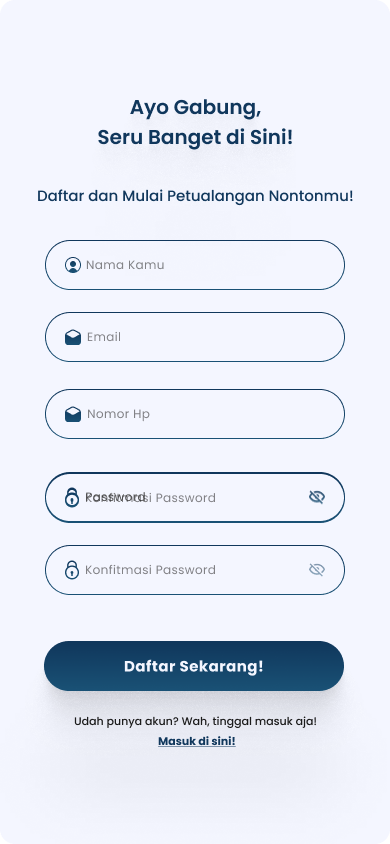 Ayo Gabung,
Seru Banget di Sini!
Daftar dan Mulai Petualangan Nontonmu!
Nama Kamu
Email
Nomor Hp
Password
Konfitmasi Password
Konfitmasi Password
Daftar Sekarang!
Udah punya akun? Wah, tinggal masuk aja!
Masuk di sini!